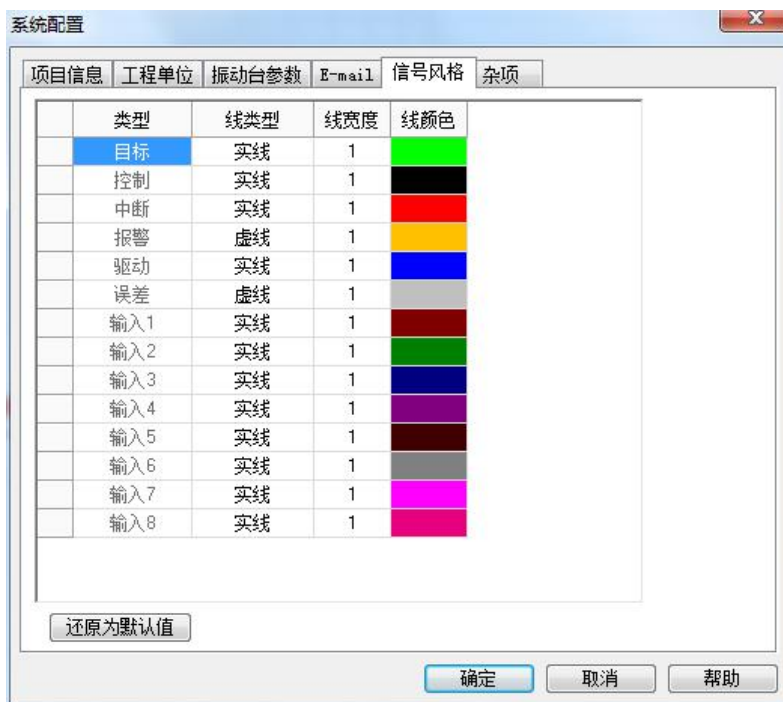 系统配置
项目信息 工程单位 振动台参数 E-mail 信号风格 杂项
类型 线类型 线宽度 线颜色
目标 实线 1
控制 实线 1
中断 实线 1
报警 虚线 1
驱动 实线 1
误差 虚线 1
输入1 实线 1
输入2 实线 1
输入3 实线 1
输入4 实线 1
输入5 实线 1
输入6 实线 1
输入7 实线 1
输入8 实线 1
还原为默认值
确定 取消 帮助